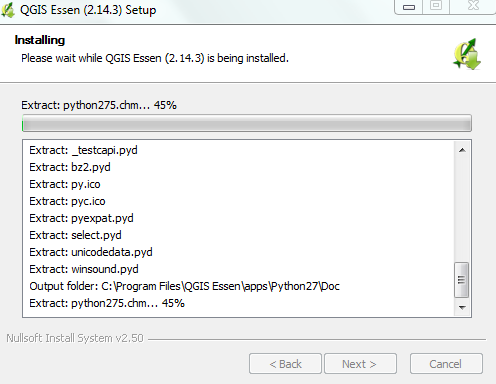 QGIS Essen (2.14.3) Setup
Installing
Please wait while QGIS Essen (2.14.3) is being installed.
Extract: python275.chm... 45%
Extract: _testcapi.pyd
Extract: bz2.pyd
Extract: py.ico
Extract: pyc.ico
Extract: pyexpat.pyd
Extract: select.pyd
Extract: unicodedata.pyd
Extract: winsound.pyd
Output folder: C:\Program Files\QGIS Essen\apps\Python27\Doc
Extract: python275.chm... 45%
Nullsoft Install System v2.50
< Back Next > Cancel